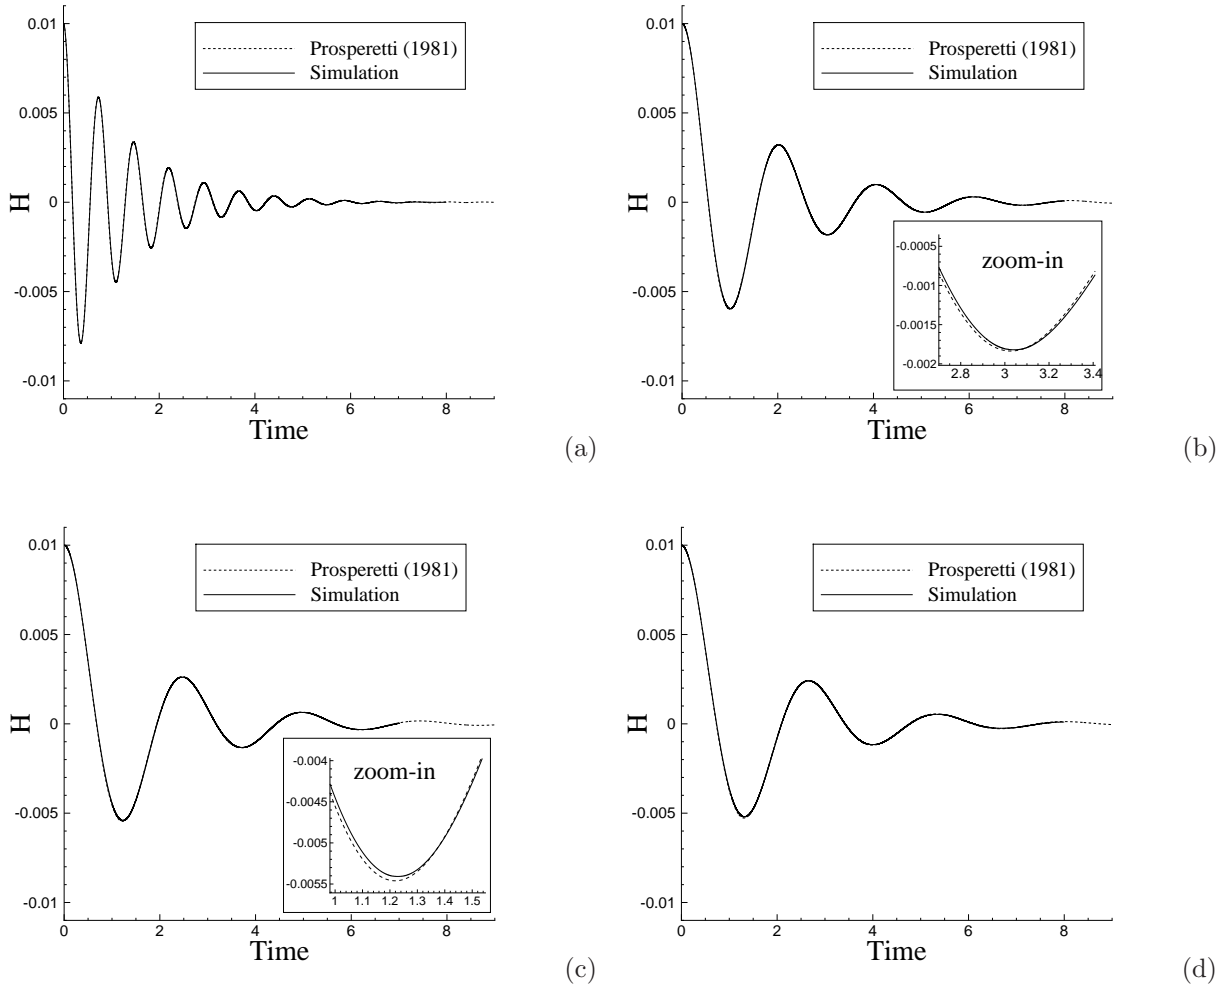 0.01
0.005
0
-0.005
-0.01
H
Prosperetti (1981)
Simulation
0 2 4 6 8
Time
(a)
0.01
0.005
0
-0.005
-0.01
H
Prosperetti (1981)
Simulation
zoom-in
-0.0005
-0.001
-0.0015
-0.002
2.8 3 3.2 3.4
0 2 4 6 8
Time
(b)
0.01
0.005
0
-0.005
-0.01
H
Prosperetti (1981)
Simulation
zoom-in
-0.004
-0.0045
-0.005
-0.0055
1 1.1 1.2 1.3 1.4 1.5
0 2 4 6 8
Time
(c)
0.01
0.005
0
-0.005
-0.01
H
Prosperetti (1981)
Simulation
0 2 4 6 8
Time
(d)